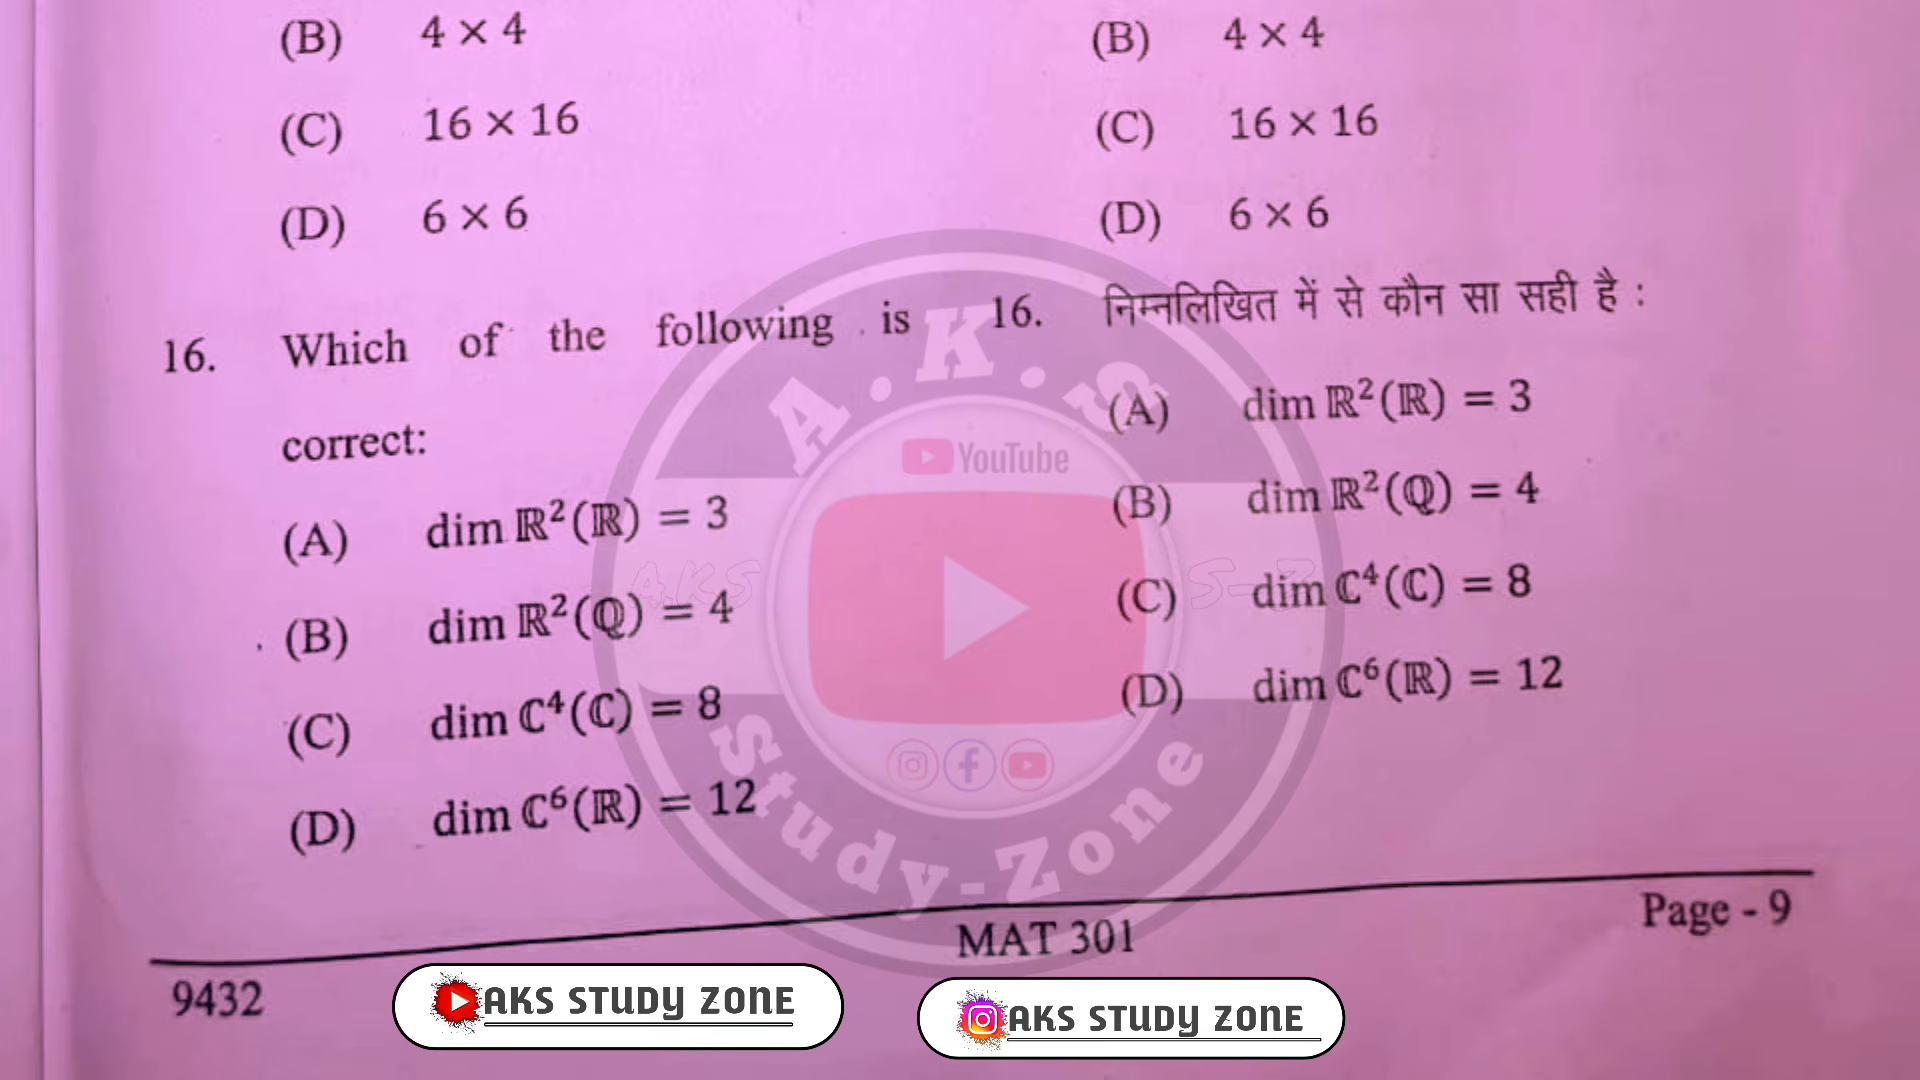 (B) 4 × 4
(C) 16 × 16
(D) 6 × 6
16. Which of the following is
correct:
(A) dim ℝ²(ℝ) = 3
(B) dim ℝ²(ℚ) = 4
(C) dim ℂ⁴(ℂ) = 8
(D) dim ℂ⁶(ℝ) = 12
(B) 4 × 4
(C) 16 × 16
(D) 6 × 6
16. निम्नलिखित में से कौन सा सही है :
(A) dim ℝ²(ℝ) = 3
(B) dim ℝ²(ℚ) = 4
(C) dim ℂ⁴(ℂ) = 8
(D) dim ℂ⁶(ℝ) = 12
A.K.S
YouTube
AKS S-Z
Study-Zone
9432 MAT 301 Page - 9
AKS STUDY ZONE
AKS STUDY ZONE